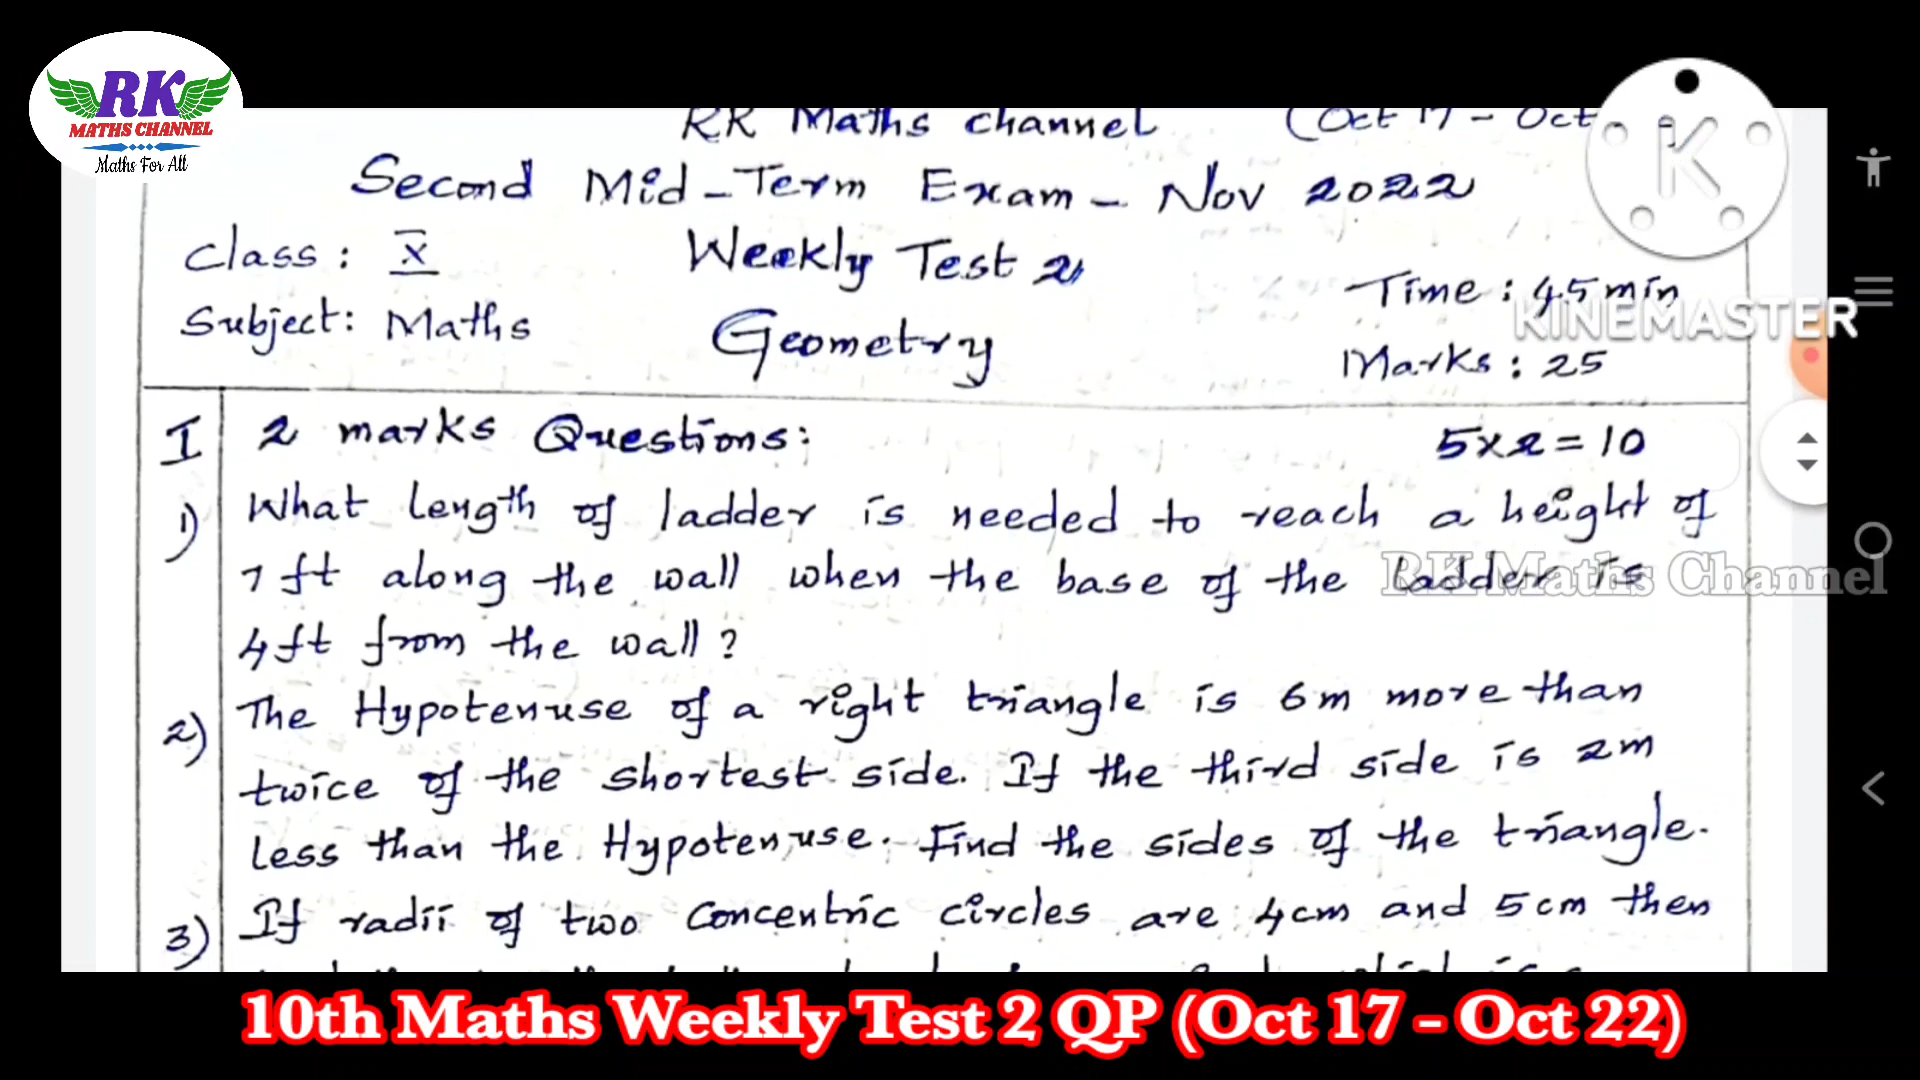 RK
MATHS CHANNEL
Maths For All
RK Maths channel (Oct 17 - Oct
Second Mid-Term Exam - Nov 2022
Class: X Weekly Test 2
Time: 45 min
KINEMASTER
Subject: Maths Geometry
Marks: 25
I 2 marks Questions: 5x2=10
1) What length of ladder is needed to reach a height of
7 ft along the wall when the base of the ladder is
RK Maths Channel
4ft from the wall?
2) The Hypotenuse of a right triangle is 6m more than
twice of the shortest side. If the third side is 2m
less than the Hypotenuse. Find the sides of the triangle.
3) If radii of two concentric circles are 4cm and 5cm then
10th Maths Weekly Test 2 QP (Oct 17 - Oct 22)